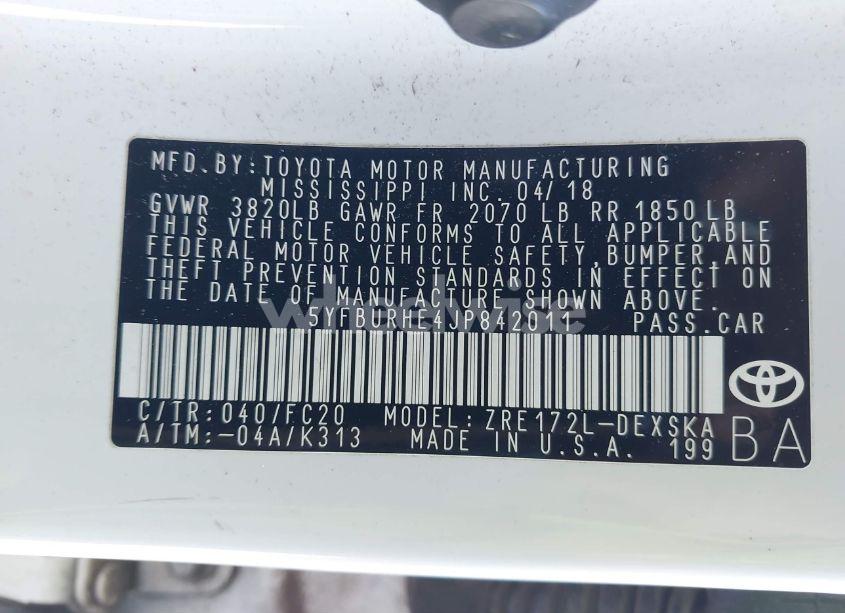 MFD. BY: TOYOTA MOTOR MANUFACTURING
MISSISSIPPI INC. 04/18
GVWR 3820LB GAWR FR 2070 LB RR 1850 LB
THIS VEHICLE CONFORMS TO ALL APPLICABLE
FEDERAL MOTOR VEHICLE SAFETY, BUMPER, AND
THEFT PREVENTION STANDARDS IN EFFECT ON
THE DATE OF MANUFACTURE SHOWN ABOVE.
wheelwise
5YFBURHE4JP842011 PASS. CAR
C/TR: 040/FC20 MODEL: ZRE172L-DEXSKA
A/TM: -04A/K313 MADE IN U.S.A. 199
BA